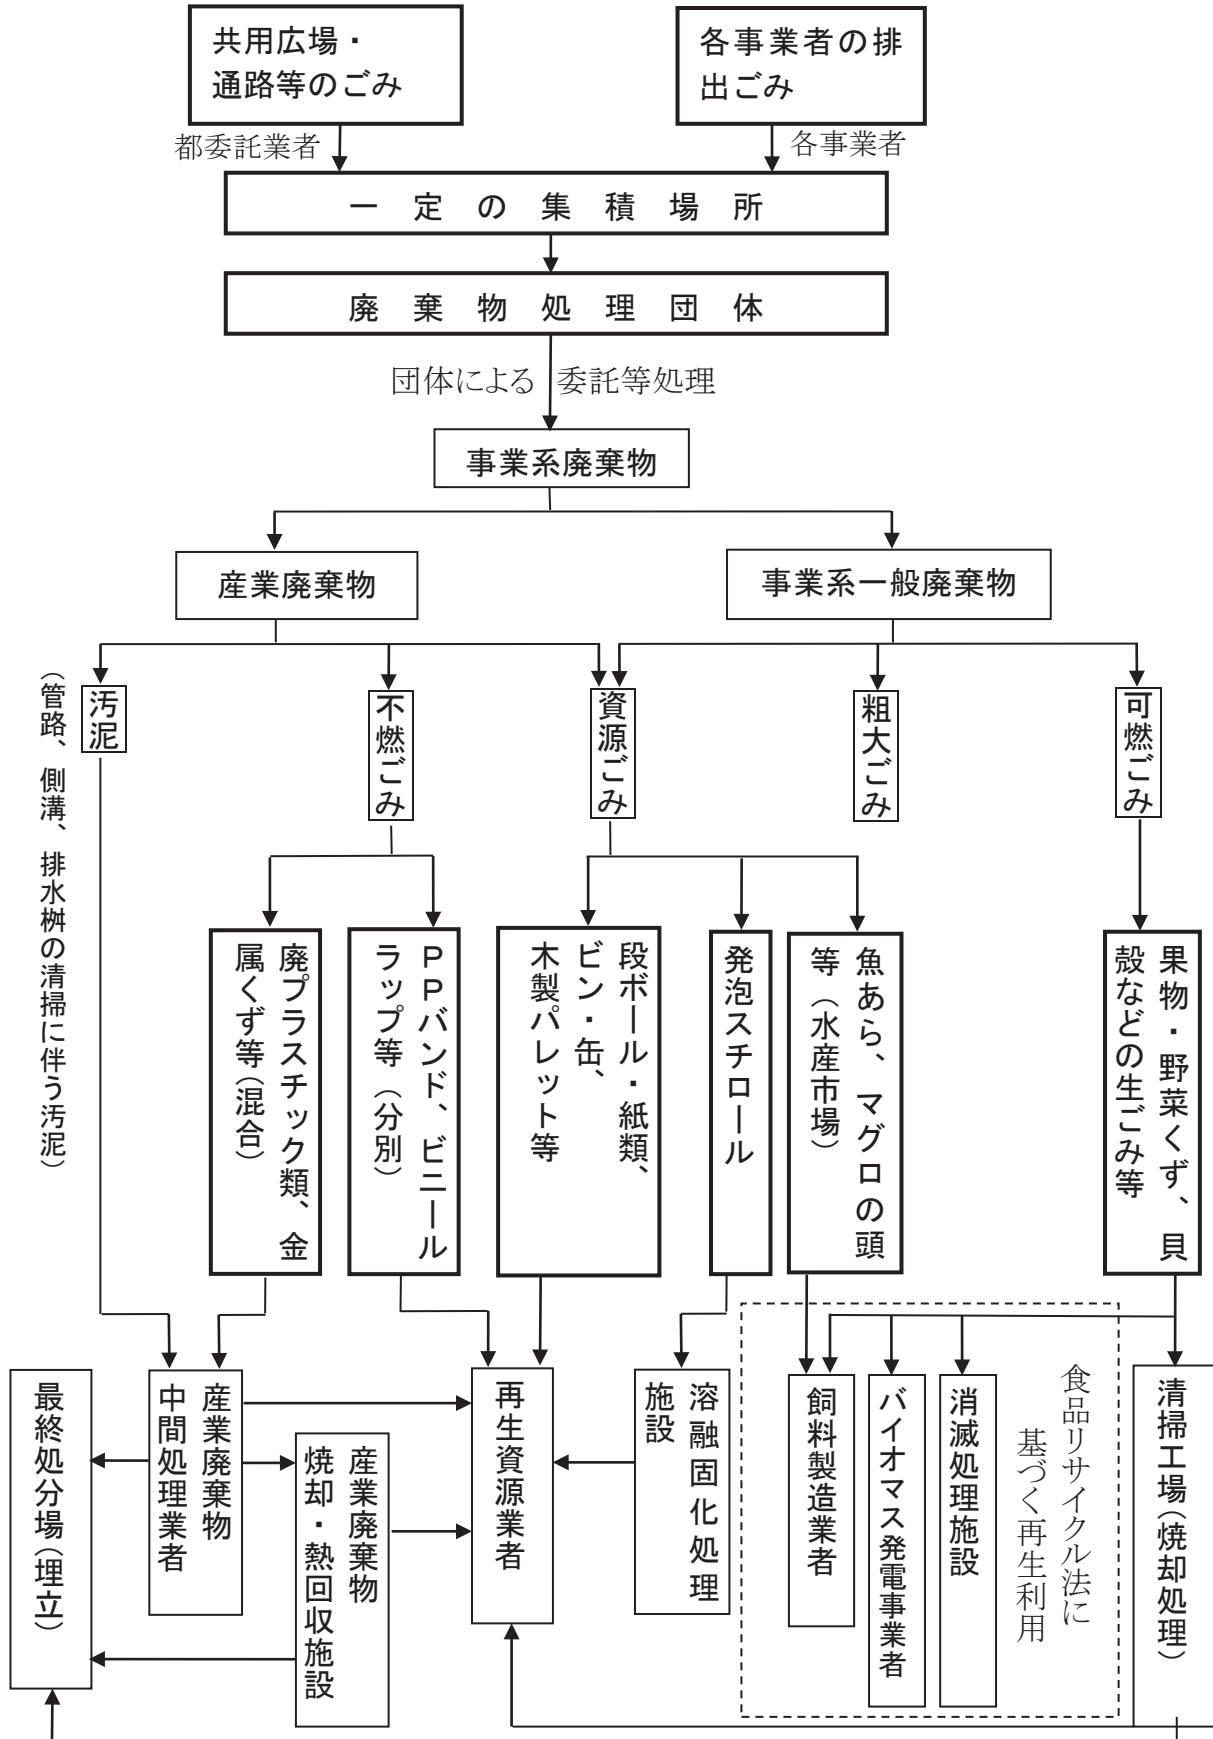 共用広場・
通路等のごみ
各事業者の排
出ごみ
都委託業者
各事業者
一定の集積場所
廃棄物処理団体
団体による 委託等処理
事業系廃棄物
産業廃棄物
事業系一般廃棄物
汚泥
(管路、側溝、排水桝の清掃に伴う汚泥)
不燃ごみ
資源ごみ
粗大ごみ
可燃ごみ
廃プラスチック類、金
属くず等(混合)
PPバンド、ビニール
ラップ等(分別)
段ボール・紙類、
ビン・缶、
木製パレット等
発泡スチロール
魚あら、マグロの頭
等(水産市場)
果物・野菜くず、貝
殻などの生ごみ等
最終処分場(埋立)
産業廃棄物
中間処理業者
産業廃棄物
焼却・熱回収施設
再生資源業者
溶融固化処理
施設
飼料製造業者
バイオマス発電事業者
消滅処理施設
食品リサイクル法に
基づく再生利用
清掃工場(焼却処理)